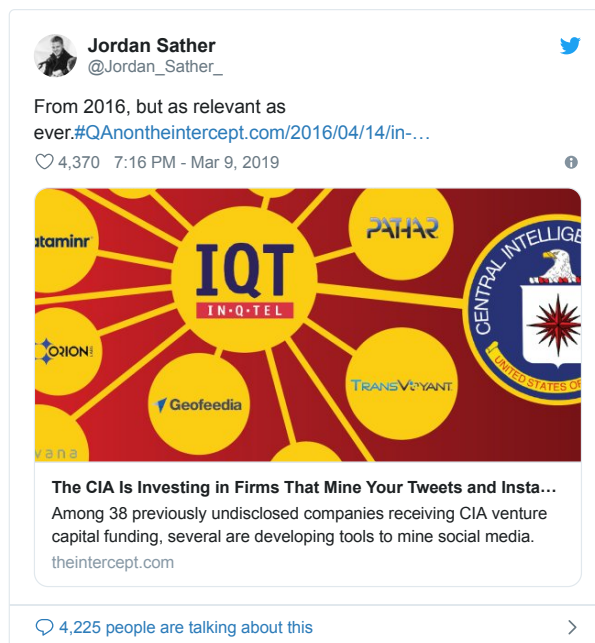 Jordan Sather
@Jordan_Sather_
From 2016, but as relevant as
ever.#QAnontheintercept.com/2016/04/14/in-…
4,370 7:16 PM - Mar 9, 2019
ataminr
IQT
IN·Q·TEL
PATHAR
CENTRAL INTELLIGE
UNITED STATES OF
ORION
Geofeedia
TRANSVOYANT
vana
The CIA Is Investing in Firms That Mine Your Tweets and Insta…
Among 38 previously undisclosed companies receiving CIA venture
capital funding, several are developing tools to mine social media.
theintercept.com
4,225 people are talking about this